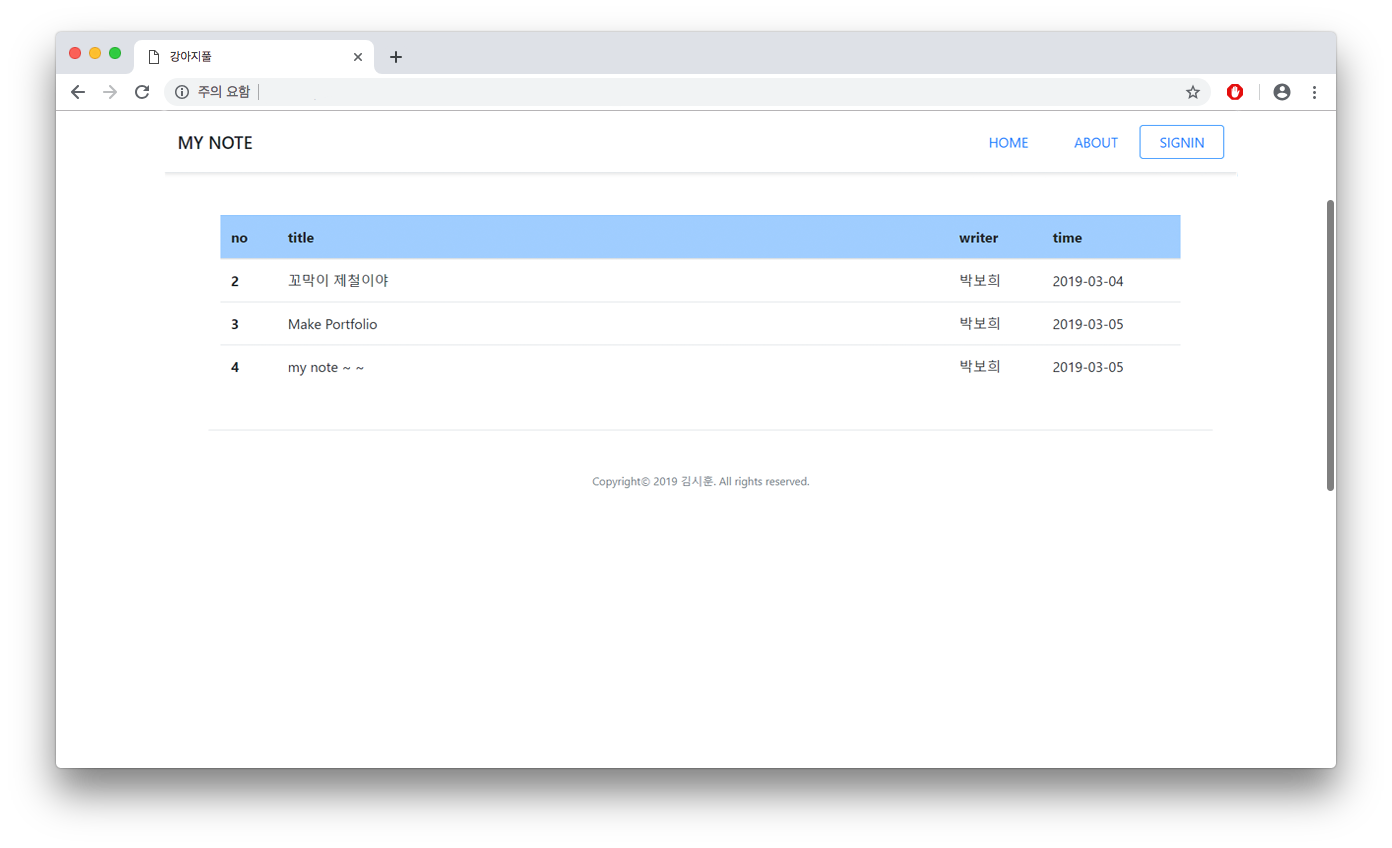 강아지풀
주의 요함
MY NOTE HOME ABOUT SIGNIN
no title writer time
2 꼬막이 제철이야 박보희 2019-03-04
3 Make Portfolio 박보희 2019-03-05
4 my note ~ ~ 박보희 2019-03-05
Copyright© 2019 김시훈. All rights reserved.